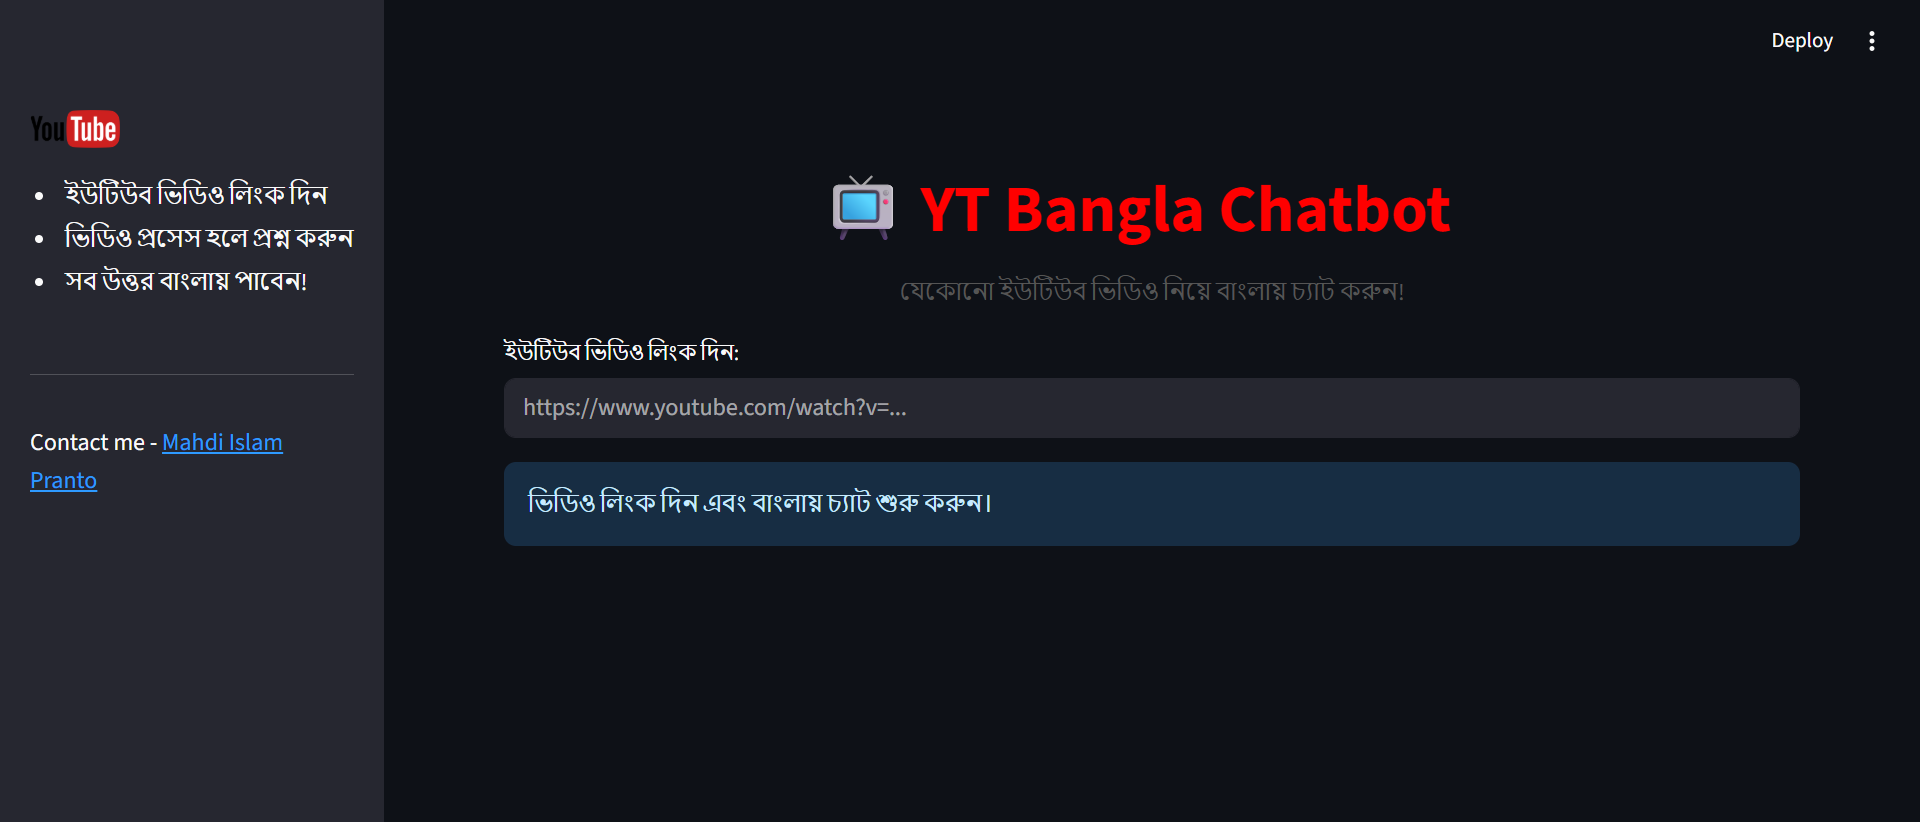 Deploy
YouTube
ইউটিউব ভিডিও লিংক দিন
ভিডিও প্রসেস হলে প্রশ্ন করুন
সব উত্তর বাংলায় পাবেন!
Contact me - Mahdi Islam
Pranto
YT Bangla Chatbot
যেকোনো ইউটিউব ভিডিও নিয়ে বাংলায় চ্যাট করুন!
ইউটিউব ভিডিও লিংক দিন:
https://www.youtube.com/watch?v=...
ভিডিও লিংক দিন এবং বাংলায় চ্যাট শুরু করুন।